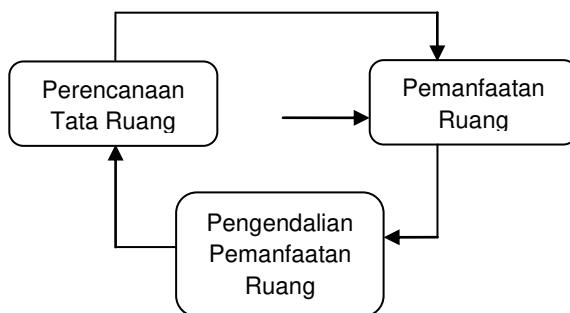 Perencanaan
Tata Ruang
Pemanfaatan
Ruang
Pengendalian
Pemanfaatan
Ruang